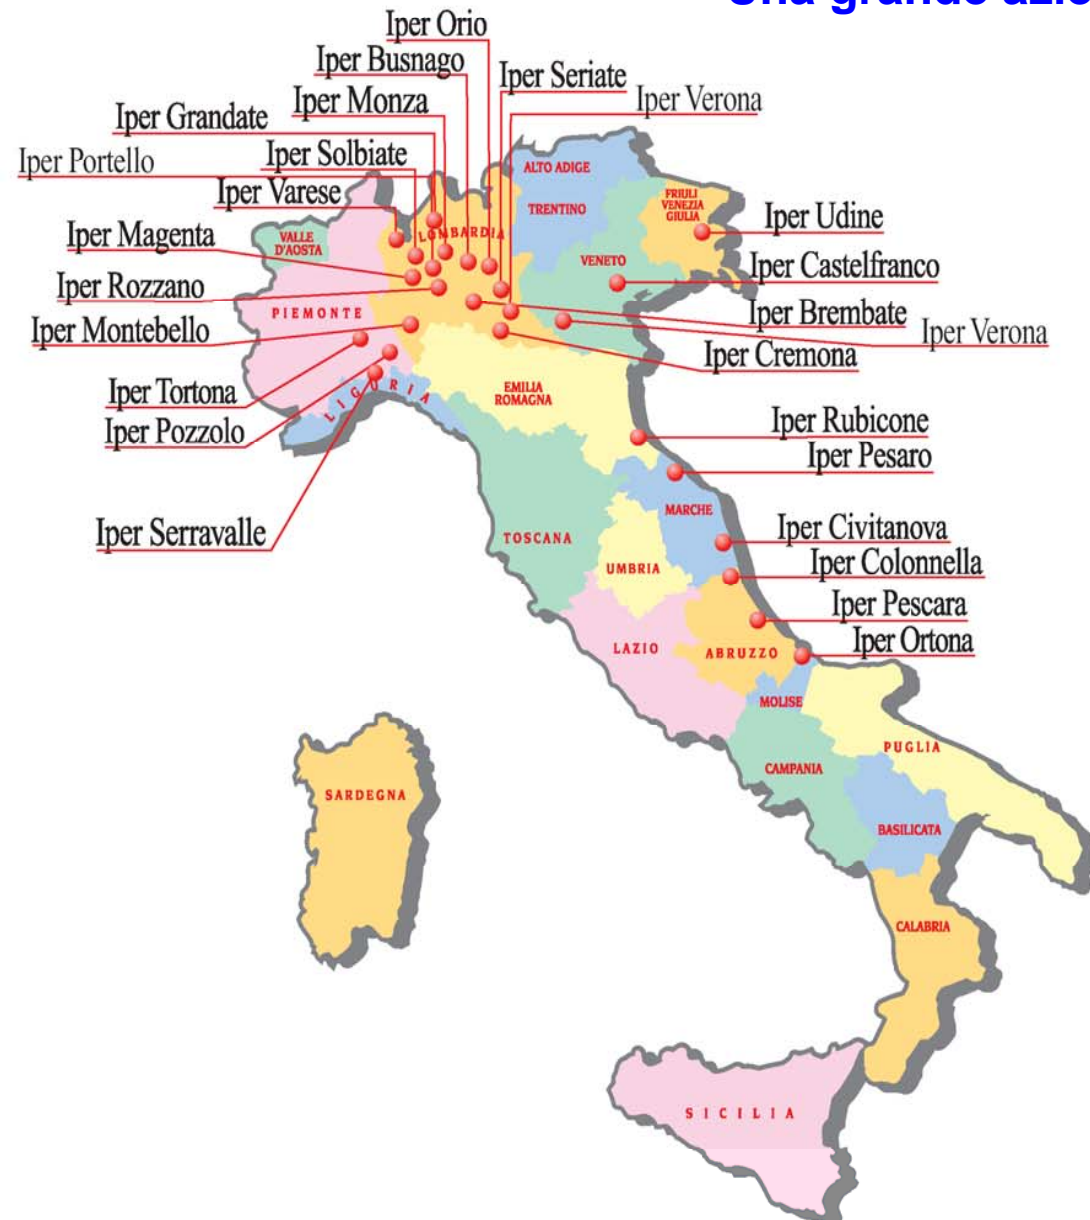 Una grande
Iper Orio
Iper Busnago
Iper Seriate
Iper Monza
Iper Verona
Iper Grandate
Iper Portello
Iper Solbiate
Iper Varese
Iper Magenta
Iper Rozzano
Iper Montebello
Iper Tortona
Iper Pozzolo
Iper Serravalle
Iper Udine
Iper Castelfranco
Iper Brembate
Iper Verona
Iper Cremona
Iper Rubicone
Iper Pesaro
Iper Civitanova
Iper Colonnella
Iper Pescara
Iper Ortona
ALTO ADIGE
TRENTINO
FRIULI
VENEZIA
GIULIA
VALLE
D'AOSTA
LOMBARDIA
VENETO
PIEMONTE
LIGURIA
EMILIA
ROMAGNA
TOSCANA
MARCHE
UMBRIA
LAZIO
ABRUZZO
MOLISE
CAMPANIA
PUGLIA
BASILICATA
CALABRIA
SARDEGNA
SICILIA